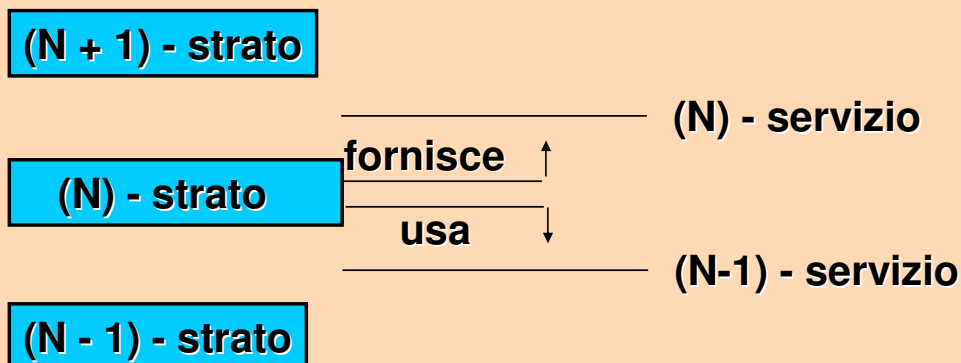 (N + 1) - strato
(N) - servizio
fornisce
(N) - strato
usa
(N-1) - servizio
(N - 1) - strato